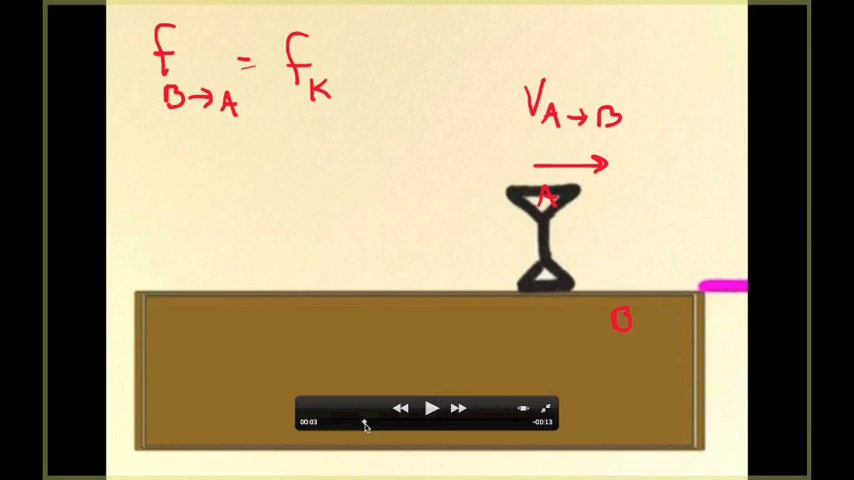 f B→A = f K
V A→B
A
B
00:03 -00:13